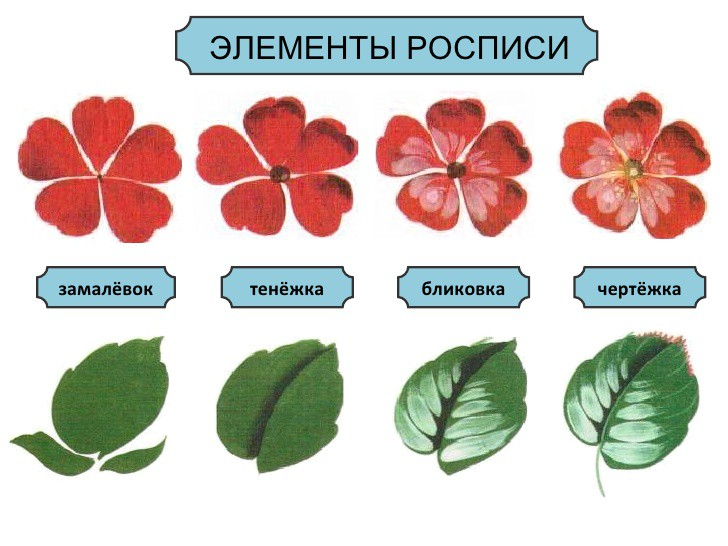 ЭЛЕМЕНТЫ РОСПИСИ
замалёвок
тенёжка
бликовка
чертёжка